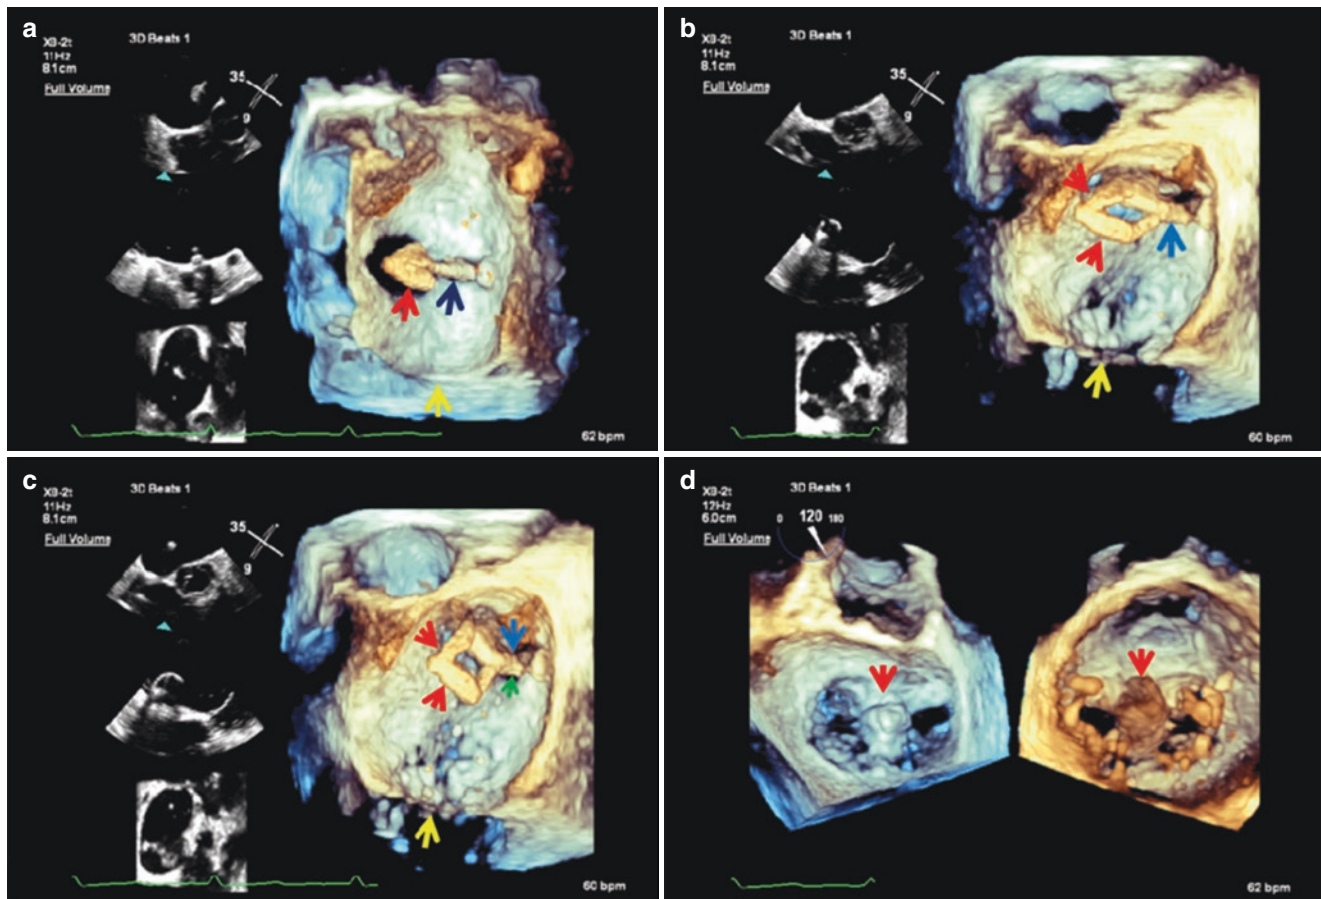 a
X8-2t
11Hz
8.1cm
Full Volume
3D Beats 1
35
9
62 bpm
b
X8-2t
11Hz
8.1cm
Full Volume
3D Beats 1
35
9
60 bpm
c
X8-2t
11Hz
8.1cm
Full Volume
3D Beats 1
35
9
60 bpm
d
X8-2t
12Hz
6.0cm
Full Volume
3D Beats 1
0 120 180
62 bpm